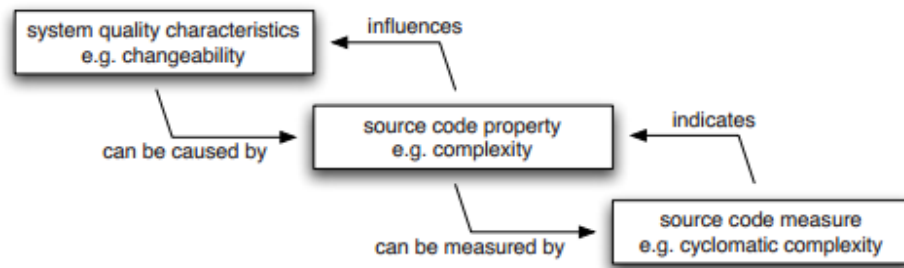 system quality characteristics
e.g. changeability
influences
can be caused by
source code property
e.g. complexity
indicates
can be measured by
source code measure
e.g. cyclomatic complexity